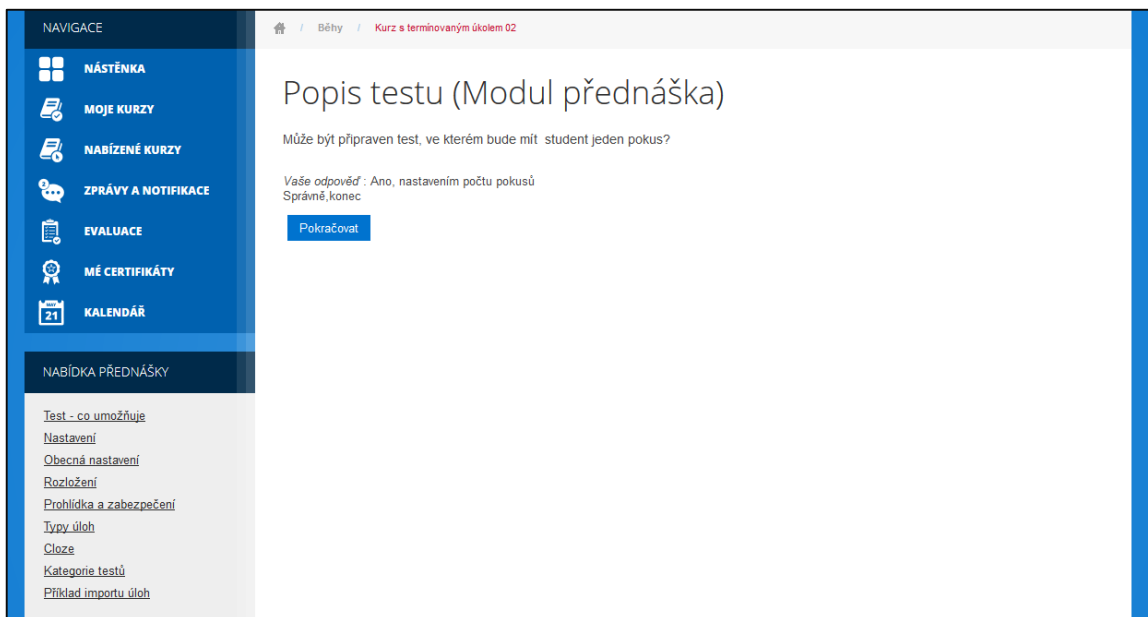 NAVIGACE
NÁSTĚNKA
MOJE KURZY
NABÍZENÉ KURZY
2
ZPRÁVY A NOTIFIKACE
EVALUACE
MÉ CERTIFIKÁTY
MAY
21
KALENDÁŘ
NABÍDKA PŘEDNÁŠKY
Test - co umožňuje
Nastavení
Obecná nastavení
Rozložení
Prohlídka a zabezpečení
Typy úloh
Cloze
Kategorie testů
Příklad importu úloh
/ Běhy / Kurz s termínovaným úkolem 02
Popis testu (Modul přednáška)
Může být připraven test, ve kterém bude mít  student jeden pokus?
Vaše odpověď : Ano, nastavením počtu pokusů
Správně,konec
Pokračovat